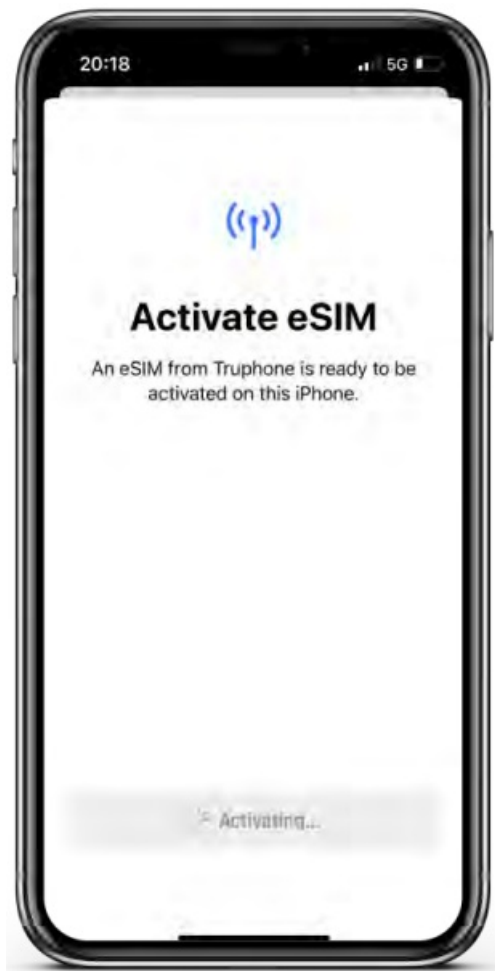 20:18
5G
Activate eSIM
An eSIM from Truphone is ready to be
activated on this iPhone.
Activating...